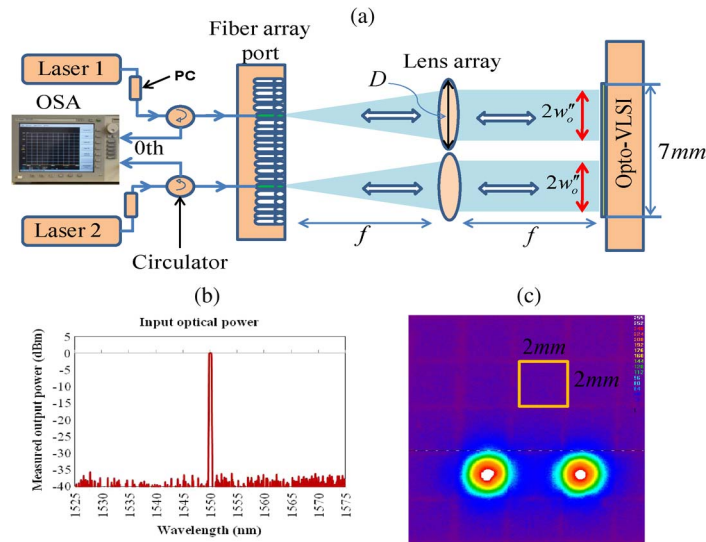 (a)
Fiber array
port
Lens array
Laser 1
PC
OSA
D
0th
2w″o
2w″o
Opto-VLSI
7mm
Laser 2
f
f
Circulator
(b)
(c)
Input optical power
Measured output power (dBm)
5
0
-5
-10
-15
-20
-25
-30
-35
-40
1525
1530
1535
1540
1545
1550
1555
1560
1565
1570
1575
Wavelength (nm)
2mm
2mm